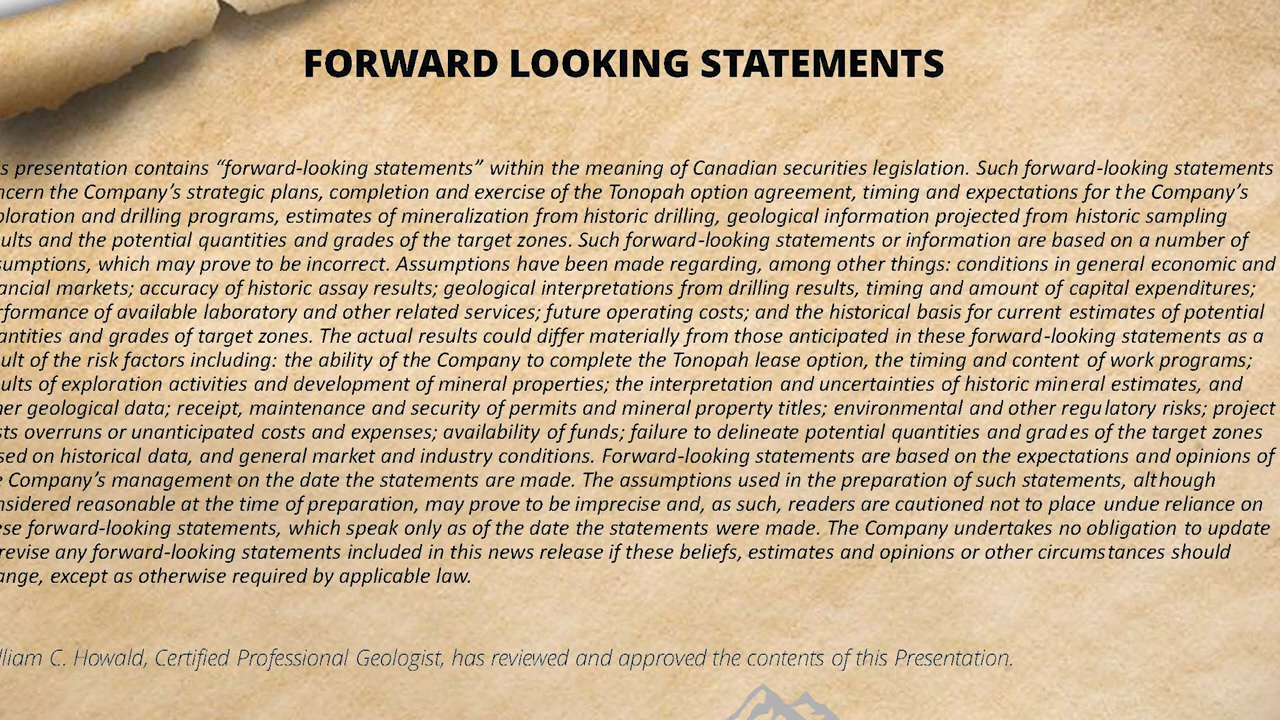 FORWARD LOOKING STATEMENTS
s presentation contains “forward-looking statements” within the meaning of Canadian securities legislation. Such forward-looking statements
ncern the Company’s strategic plans, completion and exercise of the Tonopah option agreement, timing and expectations for the Company’s
ploration and drilling programs, estimates of mineralization from historic drilling, geological information projected from historic sampling
ults and the potential quantities and grades of the target zones. Such forward-looking statements or information are based on a number of
sumptions, which may prove to be incorrect. Assumptions have been made regarding, among other things: conditions in general economic and
ancial markets; accuracy of historic assay results; geological interpretations from drilling results, timing and amount of capital expenditures;
rformance of available laboratory and other related services; future operating costs; and the historical basis for current estimates of potential
antities and grades of target zones. The actual results could differ materially from those anticipated in these forward-looking statements as a
ult of the risk factors including: the ability of the Company to complete the Tonopah lease option, the timing and content of work programs;
ults of exploration activities and development of mineral properties; the interpretation and uncertainties of historic mineral estimates, and
er geological data; receipt, maintenance and security of permits and mineral property titles; environmental and other regulatory risks; project
sts overruns or unanticipated costs and expenses; availability of funds; failure to delineate potential quantities and grades of the target zones
sed on historical data, and general market and industry conditions. Forward-looking statements are based on the expectations and opinions of
e Company’s management on the date the statements are made. The assumptions used in the preparation of such statements, although
nsidered reasonable at the time of preparation, may prove to be imprecise and, as such, readers are cautioned not to place undue reliance on
ese forward-looking statements, which speak only as of the date the statements were made. The Company undertakes no obligation to update
revise any forward-looking statements included in this news release if these beliefs, estimates and opinions or other circumstances should
ange, except as otherwise required by applicable law.
lliam C. Howald, Certified Professional Geologist, has reviewed and approved the contents of this Presentation.